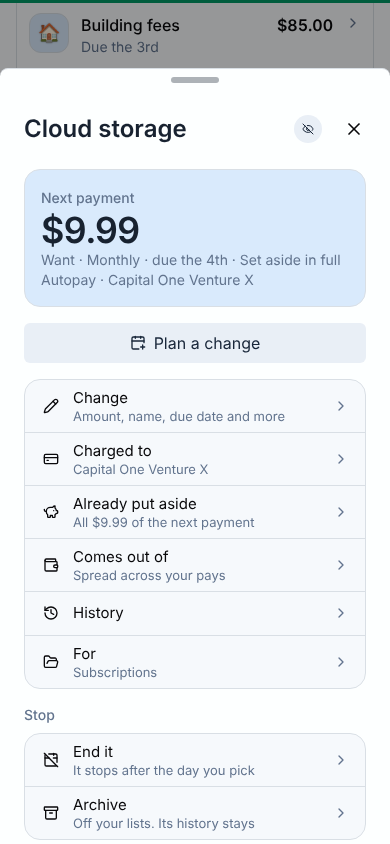 Building fees
$85.00
Due the 3rd
Cloud storage
Next payment
$9.99
Want · Monthly · due the 4th · Set aside in full
Autopay · Capital One Venture X
Plan a change
Change
Amount, name, due date and more
Charged to
Capital One Venture X
Already put aside
All $9.99 of the next payment
Comes out of
Spread across your pays
History
For
Subscriptions
Stop
End it
It stops after the day you pick
Archive
Off your lists. Its history stays